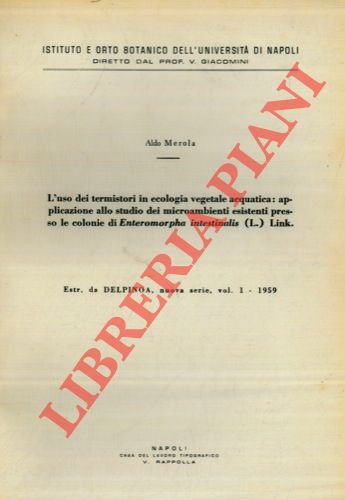 ISTITUTO E ORTO BOTANICO DELL'UNIVERSITÀ DI NAPOLI
DIRETTO DAL PROF. V. GIACOMINI
Aldo Merola
L'uso dei termistori in ecologia vegetale acquatica: ap-
plicazione allo studio dei microambienti esistenti pres-
so le colonie di Enteromorpha intestinalis (L.) Link.
Estr. da DELPINOA, nuova serie, vol. 1 - 1959
NAPOLI
CASA DEL LAVORO TIPOGRAFICO
V. RAPPOLLA
LIBRERIA PIANI